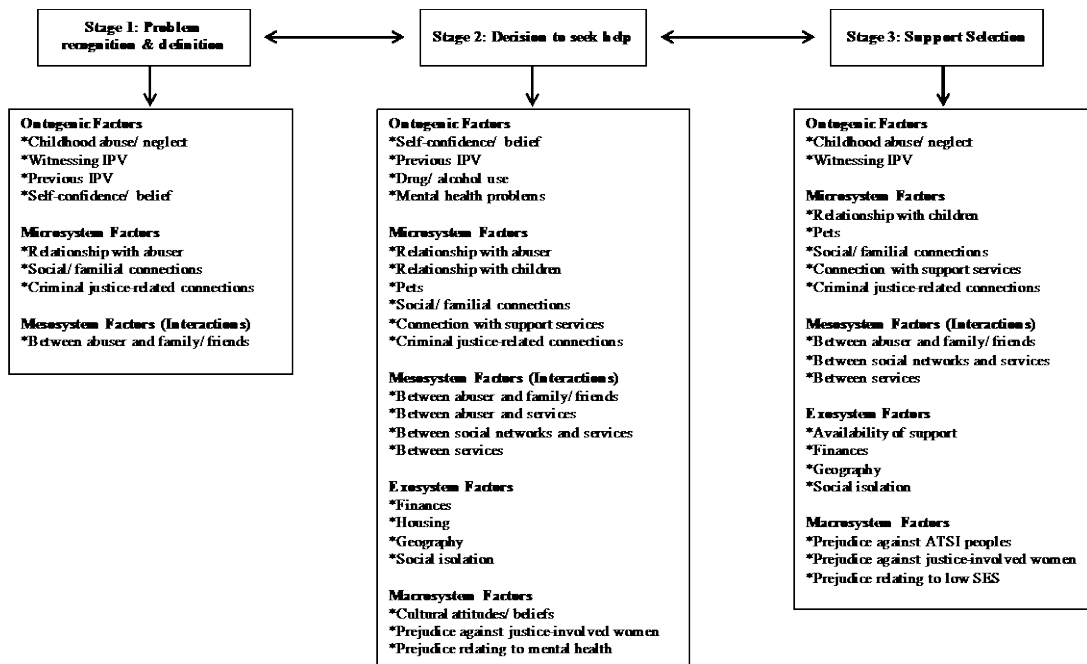 Stage 1: Problem
recognition & definition
Stage 2: Decision to seek help
Stage 3: Support Selection
Ontogenic Factors
*Childhood abuse/ neglect
*Witnessing IPV
*Previous IPV
*Self-confidence/ belief
Microsystem Factors
*Relationship with abuser
*Social/ familial connections
*Criminal justice-related connections
Mesosystem Factors (Interactions)
*Between abuser and family/ friends
Ontogenic Factors
*Self-confidence/ belief
*Previous IPV
*Drug/ alcohol use
*Mental health problems
Microsystem Factors
*Relationship with abuser
*Relationship with children
*Pets
*Social/ familial connections
*Connection with support services
*Criminal justice-related connections
Mesosystem Factors (Interactions)
*Between abuser and family/ friends
*Between abuser and services
*Between social networks and services
*Between services
Exosystem Factors
*Finances
*Housing
*Geography
*Social isolation
Macrosystem Factors
*Cultural attitudes/ beliefs
*Prejudice against justice-involved women
*Prejudice relating to mental health
Ontogenic Factors
*Childhood abuse/ neglect
*Witnessing IPV
Microsystem Factors
*Relationship with children
*Pets
*Social/ familial connections
*Connection with support services
*Criminal justice-related connections
Mesosystem Factors (Interactions)
*Between abuser and family/ friends
*Between social networks and services
*Between services
Exosystem Factors
*Availability of support
*Finances
*Geography
*Social isolation
Macrosystem Factors
*Prejudice against ATSI peoples
*Prejudice against justice-involved women
*Prejudice relating to low SES